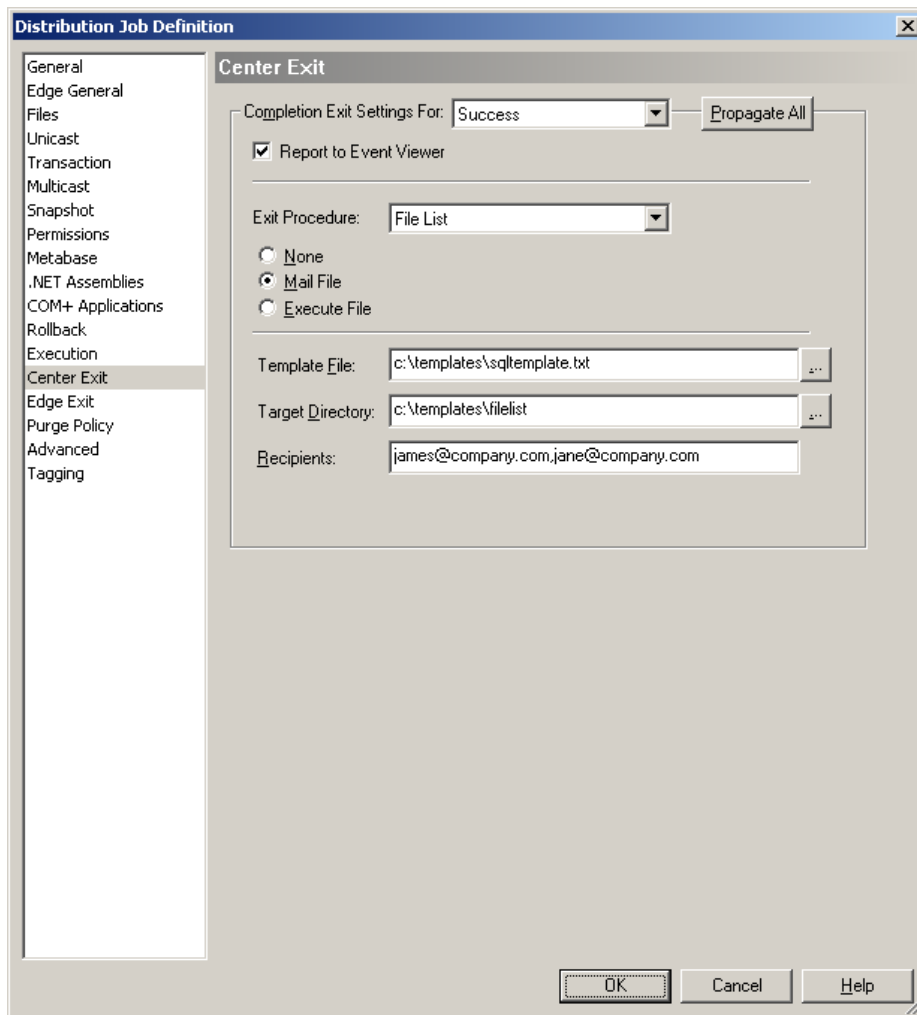 Distribution Job Definition
General
Edge General
Files
Unicast
Transaction
Multicast
Snapshot
Permissions
Metabase
.NET Assemblies
COM+ Applications
Rollback
Execution
Center Exit
Edge Exit
Purge Policy
Advanced
Tagging
Center Exit
Completion Exit Settings For: Success Propagate All
Report to Event Viewer
Exit Procedure: File List
None
Mail File
Execute File
Template File: c:\templates\sqltemplate.txt ...
Target Directory: c:\templates\filelist ...
Recipients: james@company.com,jane@company.com
OK Cancel Help